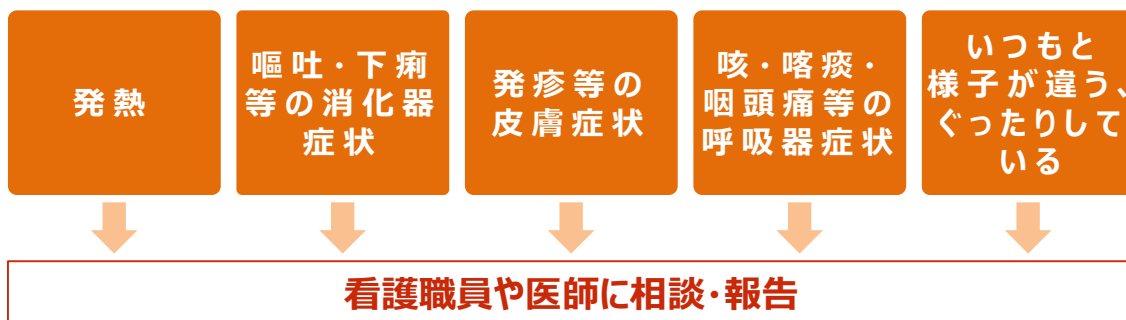 発熱
嘔吐・下痢
等の消化器
症状
発疹等の
皮膚症状
咳・喀痰・
咽頭痛等の
呼吸器症状
いつもと
様子が違う、
ぐったりして
いる
看護職員や医師に相談・報告